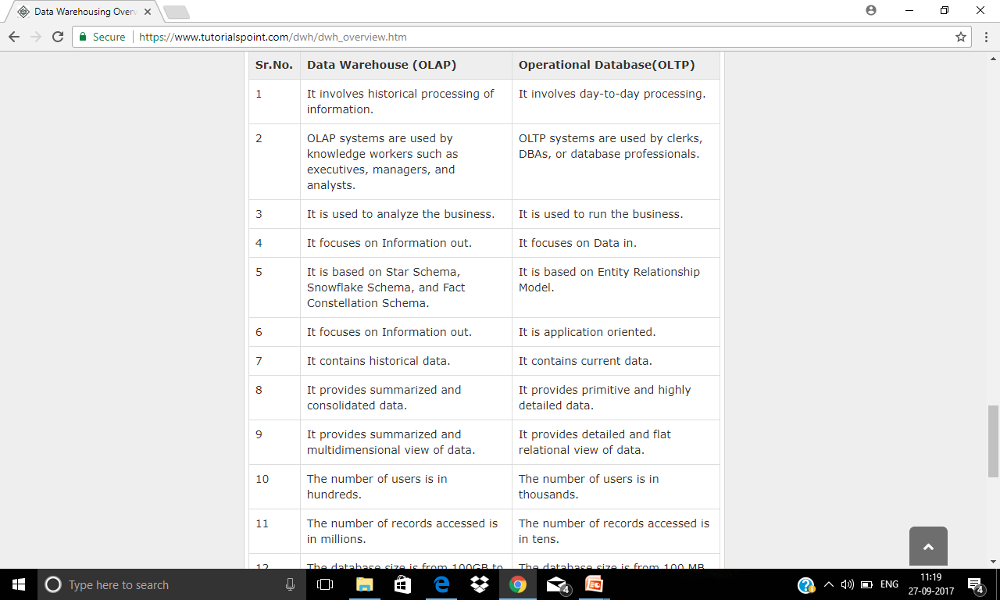 Data Warehousing Over
Secure https://www.tutorialspoint.com/dwh/dwh_overview.htm
Sr.No. Data Warehouse (OLAP) Operational Database(OLTP)
1 It involves historical processing of It involves day-to-day processing.
information.
2 OLAP systems are used by OLTP systems are used by clerks,
knowledge workers such as DBAs, or database professionals.
executives, managers, and
analysts.
3 It is used to analyze the business. It is used to run the business.
4 It focuses on Information out. It focuses on Data in.
5 It is based on Star Schema, It is based on Entity Relationship
Snowflake Schema, and Fact Model.
Constellation Schema.
6 It focuses on Information out. It is application oriented.
7 It contains historical data. It contains current data.
8 It provides summarized and It provides primitive and highly
consolidated data. detailed data.
9 It provides summarized and It provides detailed and flat
multidimensional view of data. relational view of data.
10 The number of users is in The number of users is in
hundreds. thousands.
11 The number of records accessed is The number of records accessed is
in millions. in tens.
12 The database size is from 100GB to The database size is from 100 MB
Type here to search
4
ENG
11:19
27-09-2017
4